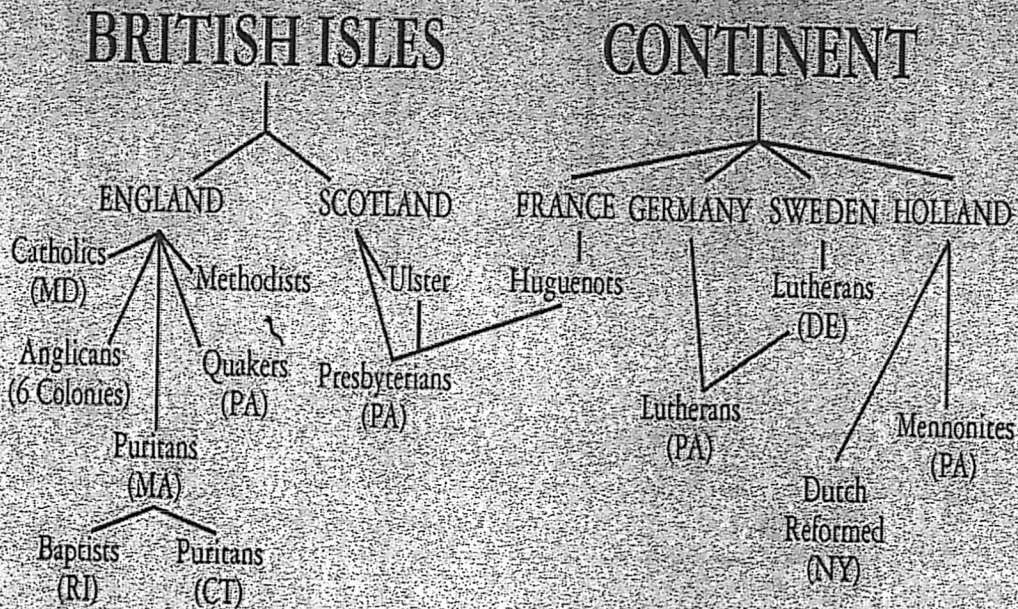 BRITISH ISLES
CONTINENT
ENGLAND
SCOTLAND
FRANCE
GERMANY
SWEDEN
HOLLAND
Catholics
(MD)
Methodists
Ulster
Huguenots
Lutherans
(DE)
Anglicans
(6 Colonies)
Quakers
(PA)
Presbyterians
(PA)
Lutherans
(PA)
Mennonites
(PA)
Puritans
(MA)
Dutch
Reformed
(NY)
Baptists
(RI)
Puritans
(CT)